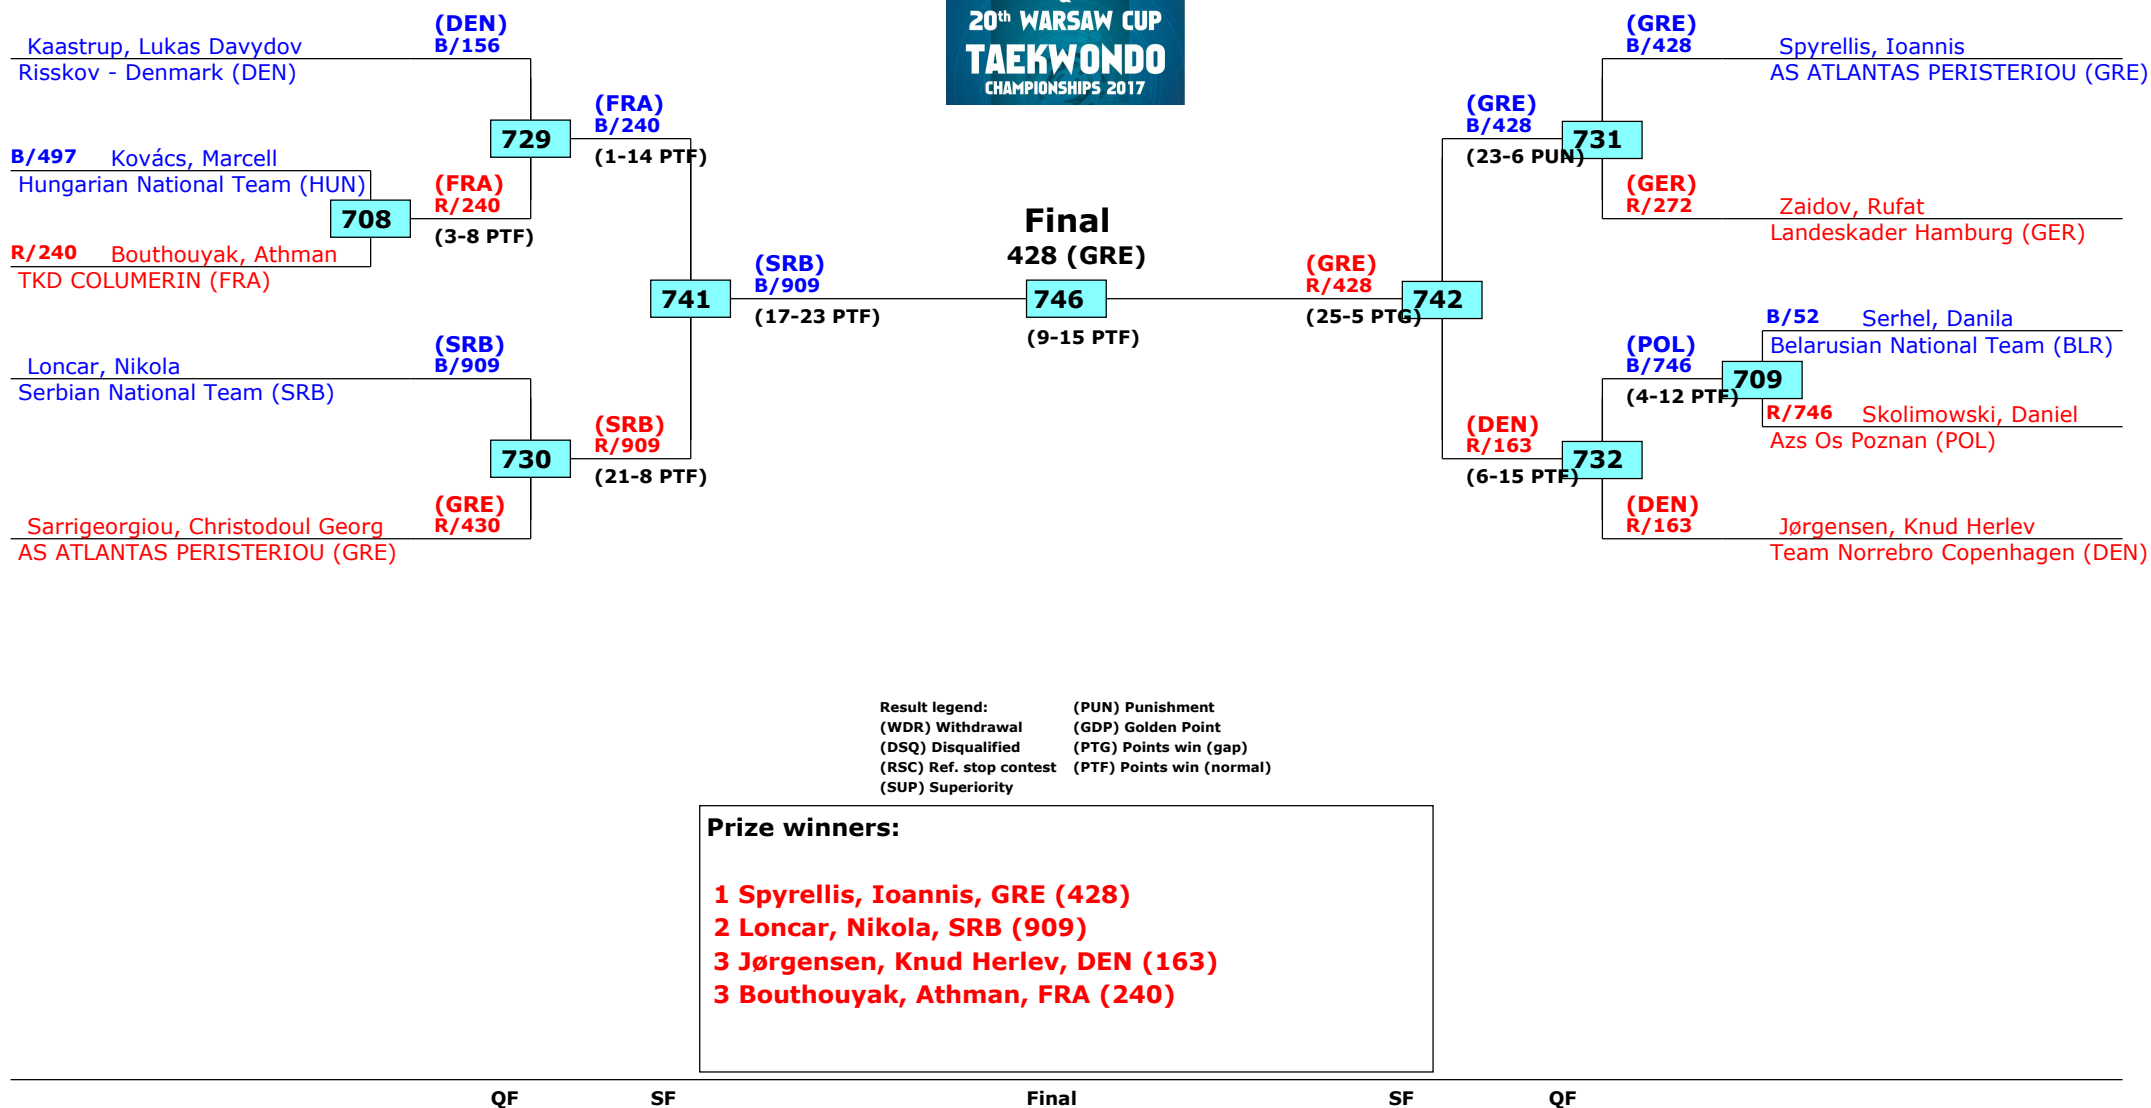 20th WARSAW CUP
TAEKWONDO
CHAMPIONSHIPS 2017
(DEN)
B/156
Kaastrup, Lukas Davydov
Risskov - Denmark (DEN)
729
B/497 Kovács, Marcell
Hungarian National Team (HUN)
708
(FRA)
R/240
(3-8 PTF)
R/240 Bouthouyak, Athman
TKD COLUMERIN (FRA)
(FRA)
B/240
(1-14 PTF)
741
(SRB)
B/909
Loncar, Nikola
Serbian National Team (SRB)
730
(SRB)
R/909
(21-8 PTF)
(GRE)
R/430
Sarrigeorgiou, Christodoul Georg
AS ATLANTAS PERISTERIOU (GRE)
(SRB)
B/909
(17-23 PTF)
Final
428 (GRE)
746
(9-15 PTF)
(GRE)
R/428
(25-5 PTG)
742
(GRE)
B/428
(23-6 PUN)
731
(GRE)
B/428
Spyrellis, Ioannis
AS ATLANTAS PERISTERIOU (GRE)
(GER)
R/272
Zaidov, Rufat
Landeskader Hamburg (GER)
B/52 Serhel, Danila
Belarusian National Team (BLR)
(POL)
B/746
(4-12 PTF)
709
R/746 Skolimowski, Daniel
Azs Os Poznan (POL)
(DEN)
R/163
(6-15 PTF)
732
(DEN)
R/163
Jørgensen, Knud Herlev
Team Norrebro Copenhagen (DEN)
Result legend: (PUN) Punishment
(WDR) Withdrawal (GDP) Golden Point
(DSQ) Disqualified (PTG) Points win (gap)
(RSC) Ref. stop contest (PTF) Points win (normal)
(SUP) Superiority
Prize winners:
1 Spyrellis, Ioannis, GRE (428)
2 Loncar, Nikola, SRB (909)
3 Jørgensen, Knud Herlev, DEN (163)
3 Bouthouyak, Athman, FRA (240)
QF SF Final SF QF